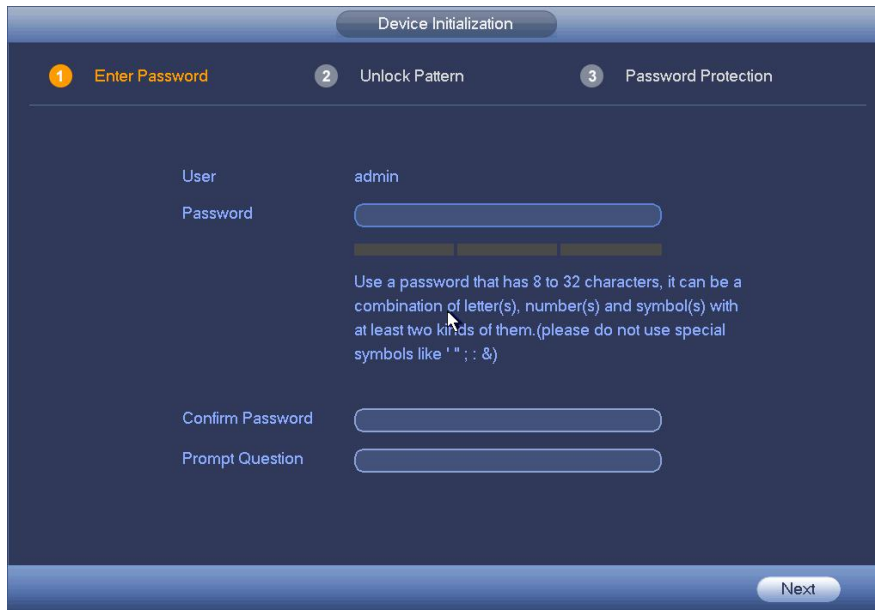 Device Initialization
1 Enter Password 2 Unlock Pattern 3 Password Protection
User admin
Password
Use a password that has 8 to 32 characters, it can be a
combination of letter(s), number(s) and symbol(s) with
at least two kinds of them.(please do not use special
symbols like ' " ; : &)
Confirm Password
Prompt Question
Next